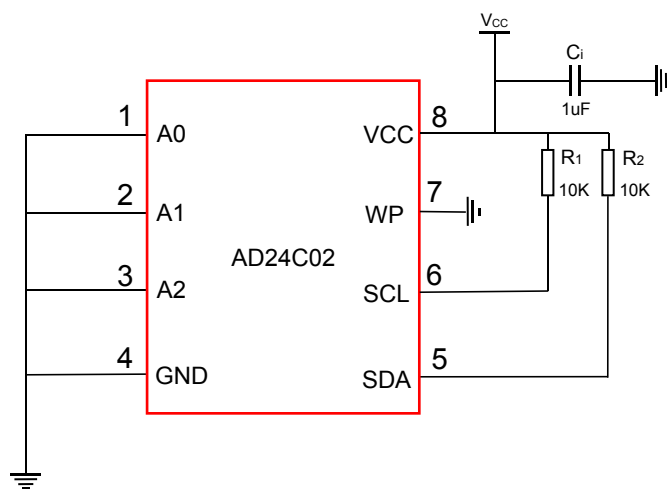 VCC
Ci
1uF
1
A0
VCC
8
R1
10K
R2
10K
2
A1
WP
7
AD24C02
3
A2
SCL
6
4
GND
SDA
5